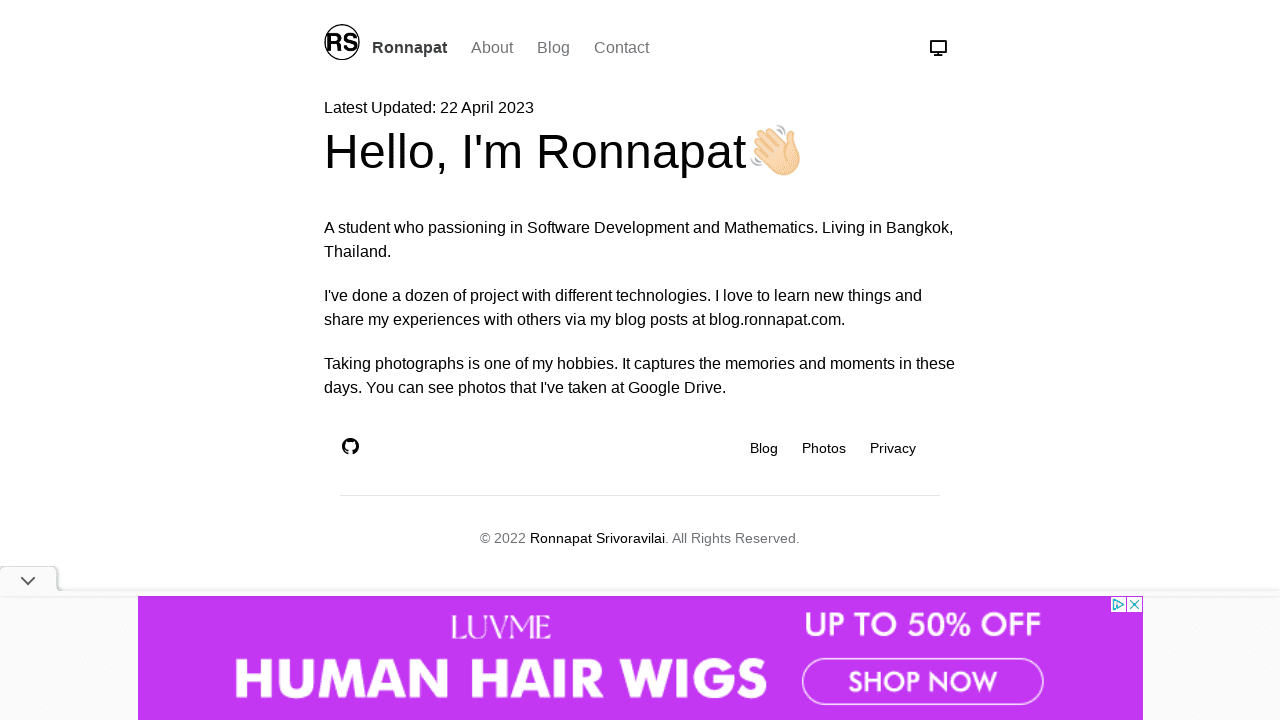 RS Ronnapat About Blog Contact
Latest Updated: 22 April 2023
Hello, I'm Ronnapat👋🏻
A student who passioning in Software Development and Mathematics. Living in Bangkok,
Thailand.
I've done a dozen of project with different technologies. I love to learn new things and
share my experiences with others via my blog posts at blog.ronnapat.com.
Taking photographs is one of my hobbies. It captures the memories and moments in these
days. You can see photos that I've taken at Google Drive.
Blog Photos Privacy
© 2022 Ronnapat Srivoravilai. All Rights Reserved.
LUVME
HUMAN HAIR WIGS
UP TO 50% OFF
SHOP NOW